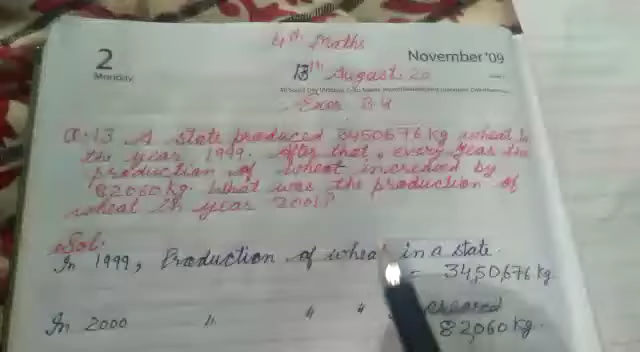 4th Maths
2
Monday
November'09
13th August 20
Q.13 A state produced 3450676 kg wheat in
the year 1999. After that, every year the
production of wheat increased by
82060 kg. What was the production of
wheat in year 2001?
Sol:
In 1999, Production of wheat in a state
= 34,50,676 kg
In 2000 " " "
82,060 kg.